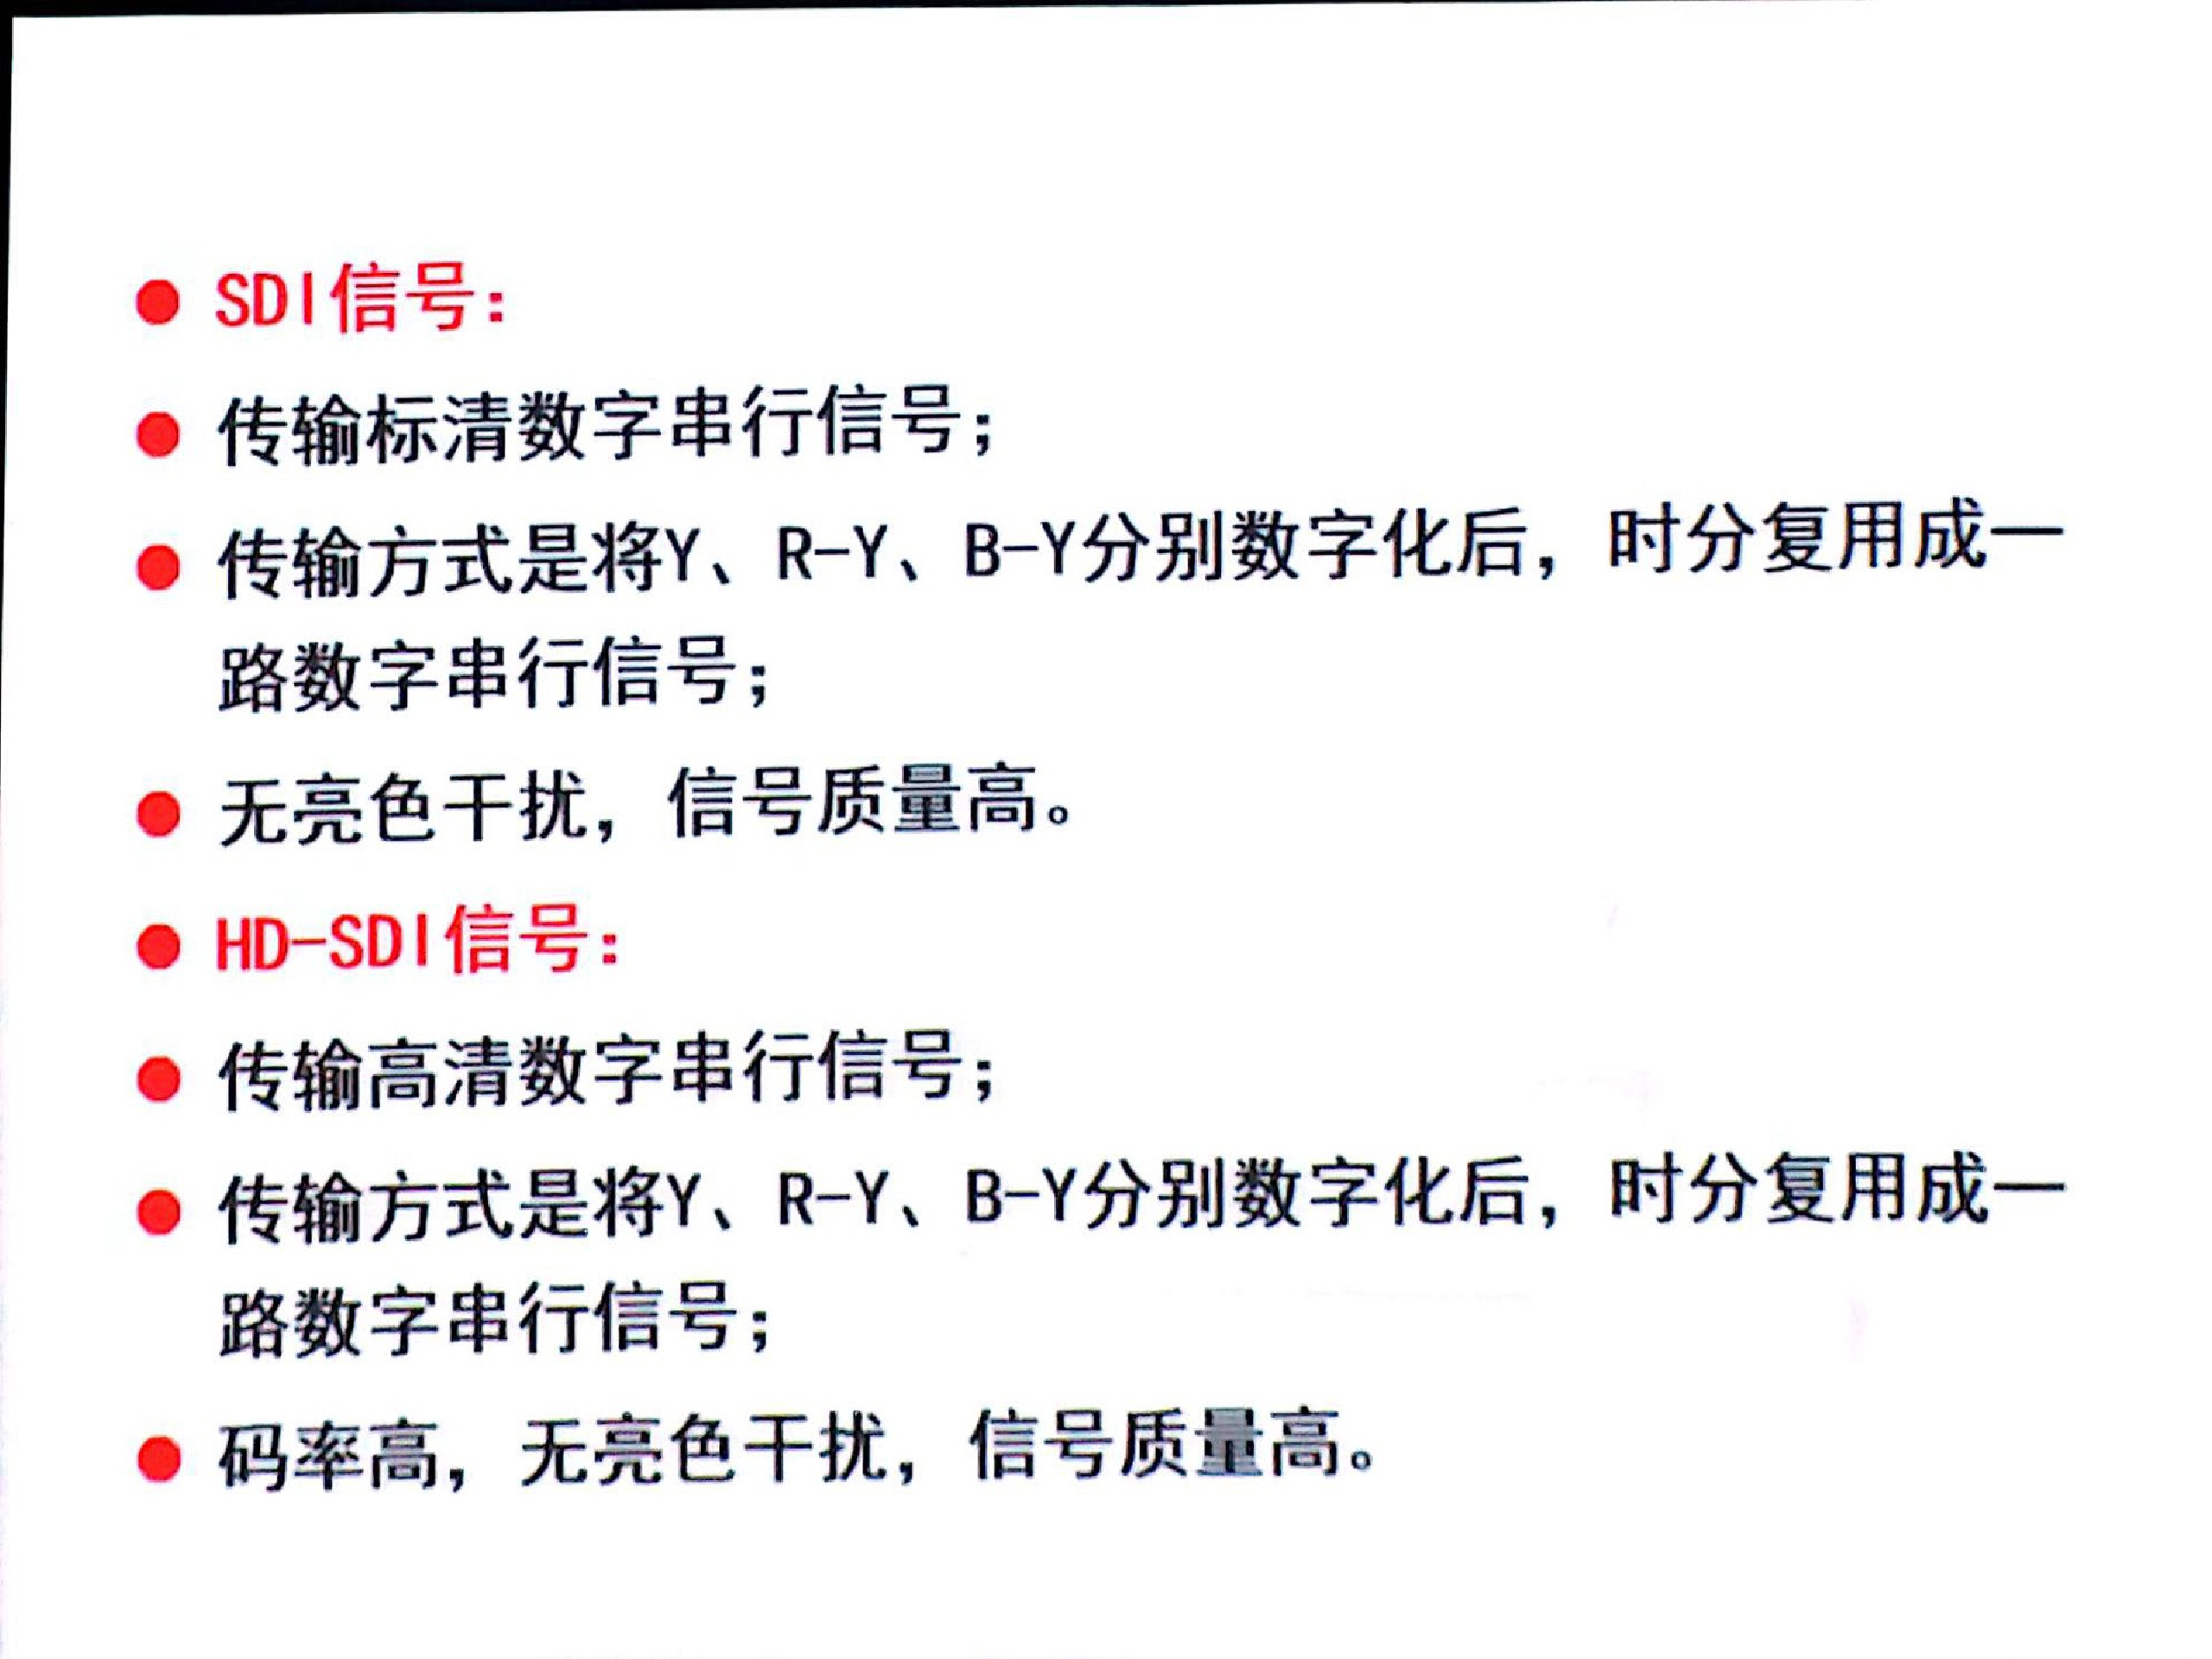 SDI信号：
传输标清数字串行信号；
传输方式是将Y、R-Y、B-Y分别数字化后，时分复用成一
路数字串行信号；
无亮色干扰，信号质量高。
HD-SDI信号：
传输高清数字串行信号；
传输方式是将Y、R-Y、B-Y分别数字化后，时分复用成一
路数字串行信号；
码率高，无亮色干扰，信号质量高。